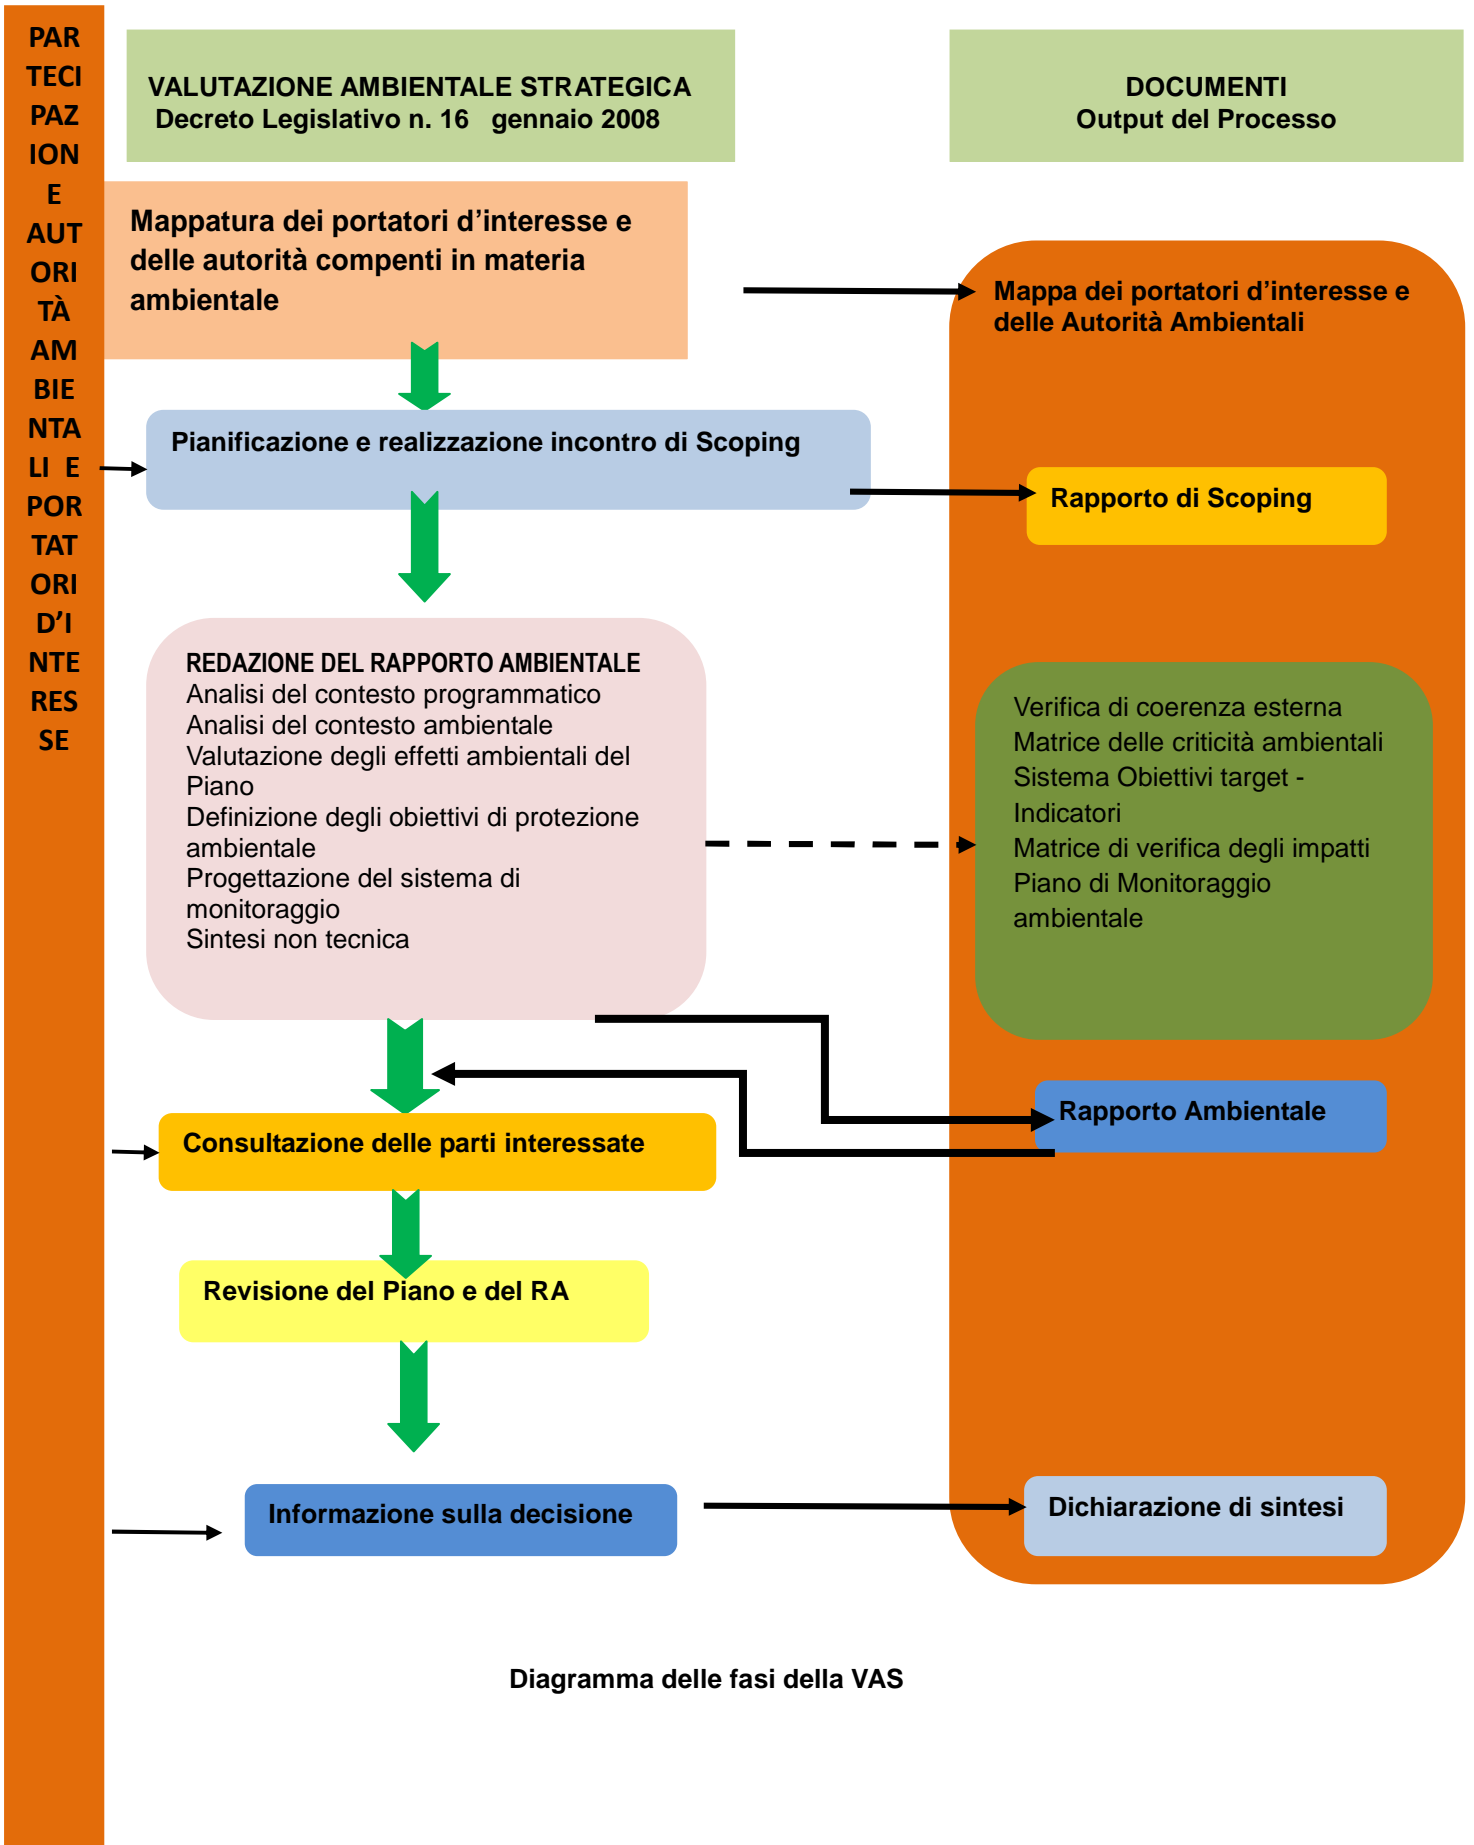 PAR
TECI
PAZ
ION
E
AUT
ORI
TÀ
AM
BIE
NTA
LI E
POR
TAT
ORI
D’I
NTE
RES
SE
VALUTAZIONE AMBIENTALE STRATEGICA
Decreto Legislativo n. 16 gennaio 2008
DOCUMENTI
Output del Processo
Mappatura dei portatori d’interesse e
delle autorità compenti in materia
ambientale
Mappa dei portatori d’interesse e
delle Autorità Ambientali
Pianificazione e realizzazione incontro di Scoping
Rapporto di Scoping
REDAZIONE DEL RAPPORTO AMBIENTALE
Analisi del contesto programmatico
Analisi del contesto ambientale
Valutazione degli effetti ambientali del
Piano
Definizione degli obiettivi di protezione
ambientale
Progettazione del sistema di
monitoraggio
Sintesi non tecnica
Verifica di coerenza esterna
Matrice delle criticità ambientali
Sistema Obiettivi target -
Indicatori
Matrice di verifica degli impatti
Piano di Monitoraggio
ambientale
Rapporto Ambientale
Consultazione delle parti interessate
Revisione del Piano e del RA
Informazione sulla decisione
Dichiarazione di sintesi
Diagramma delle fasi della VAS